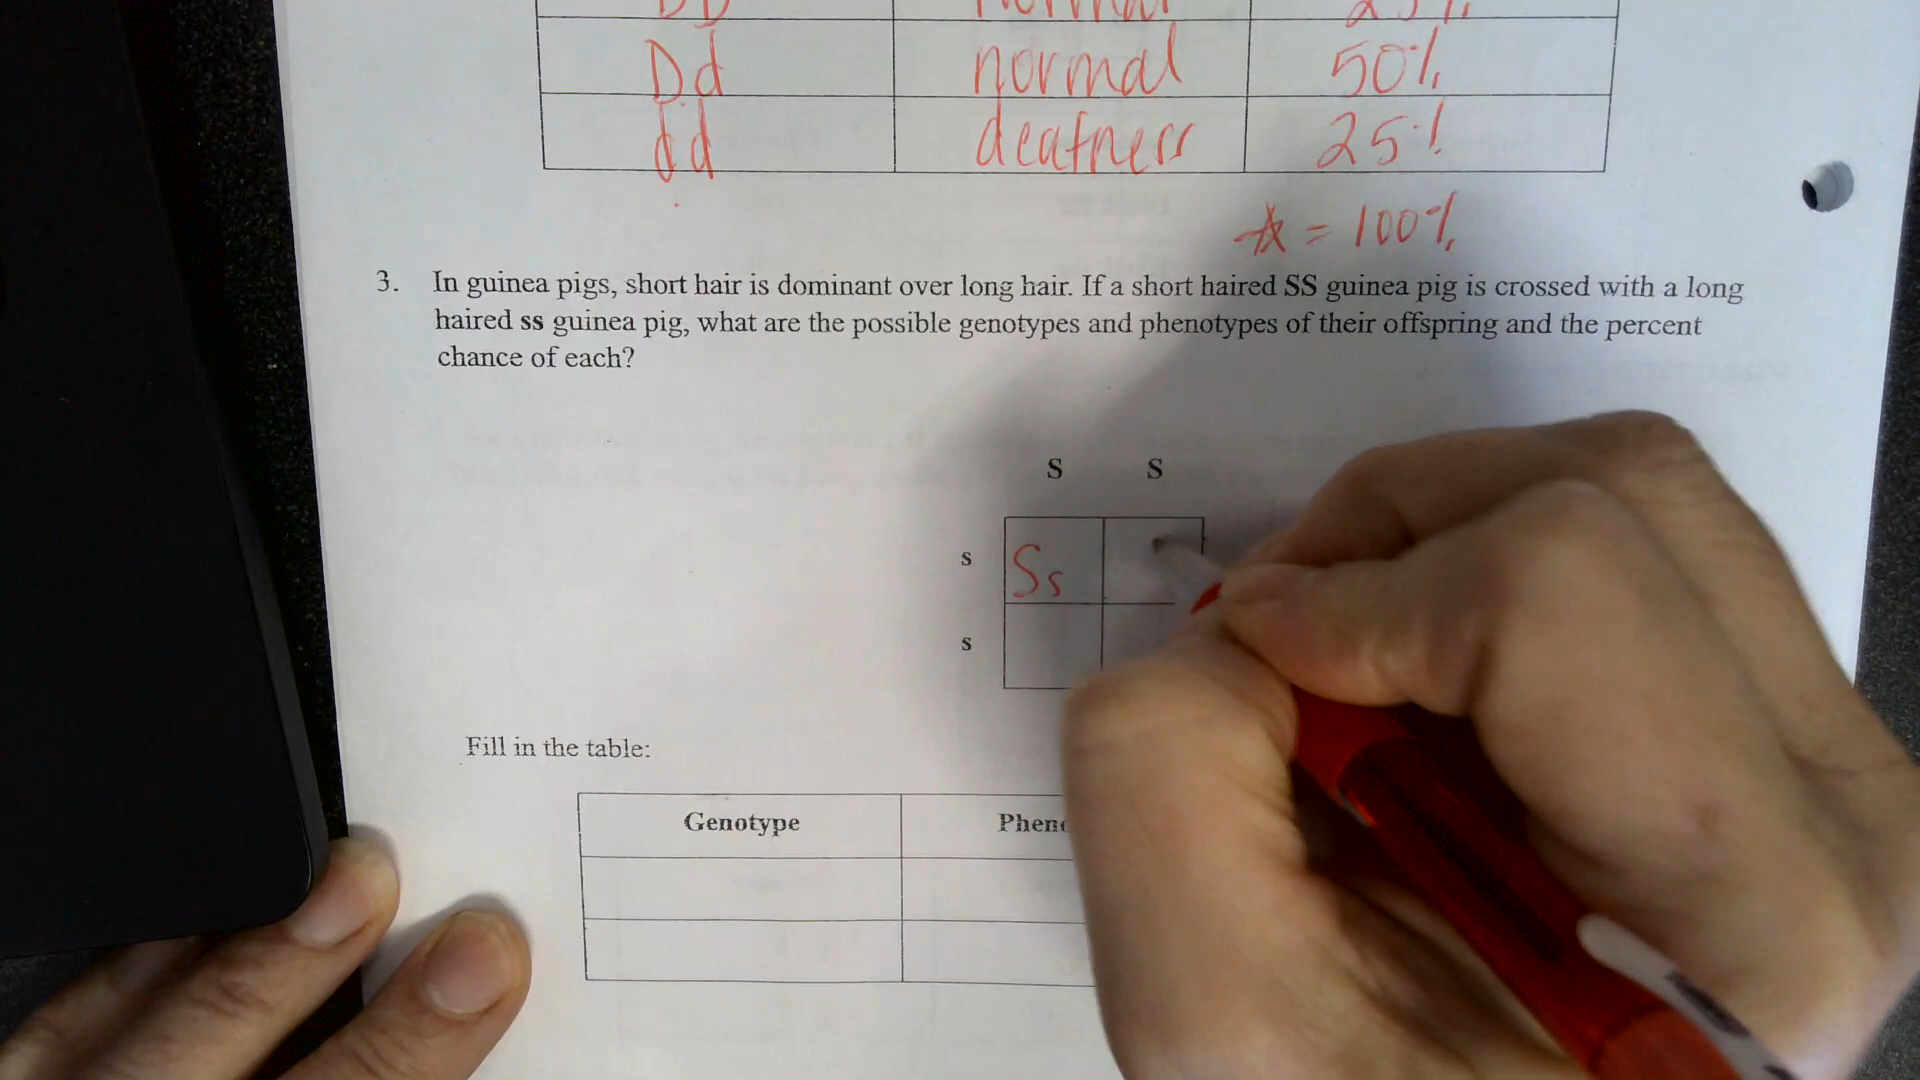 Dd normal 50%
dd deafness 25%
= 100%
3. In guinea pigs, short hair is dominant over long hair. If a short haired SS guinea pig is crossed with a long
haired ss guinea pig, what are the possible genotypes and phenotypes of their offspring and the percent
chance of each?
S S
s Ss
s
Fill in the table:
Genotype